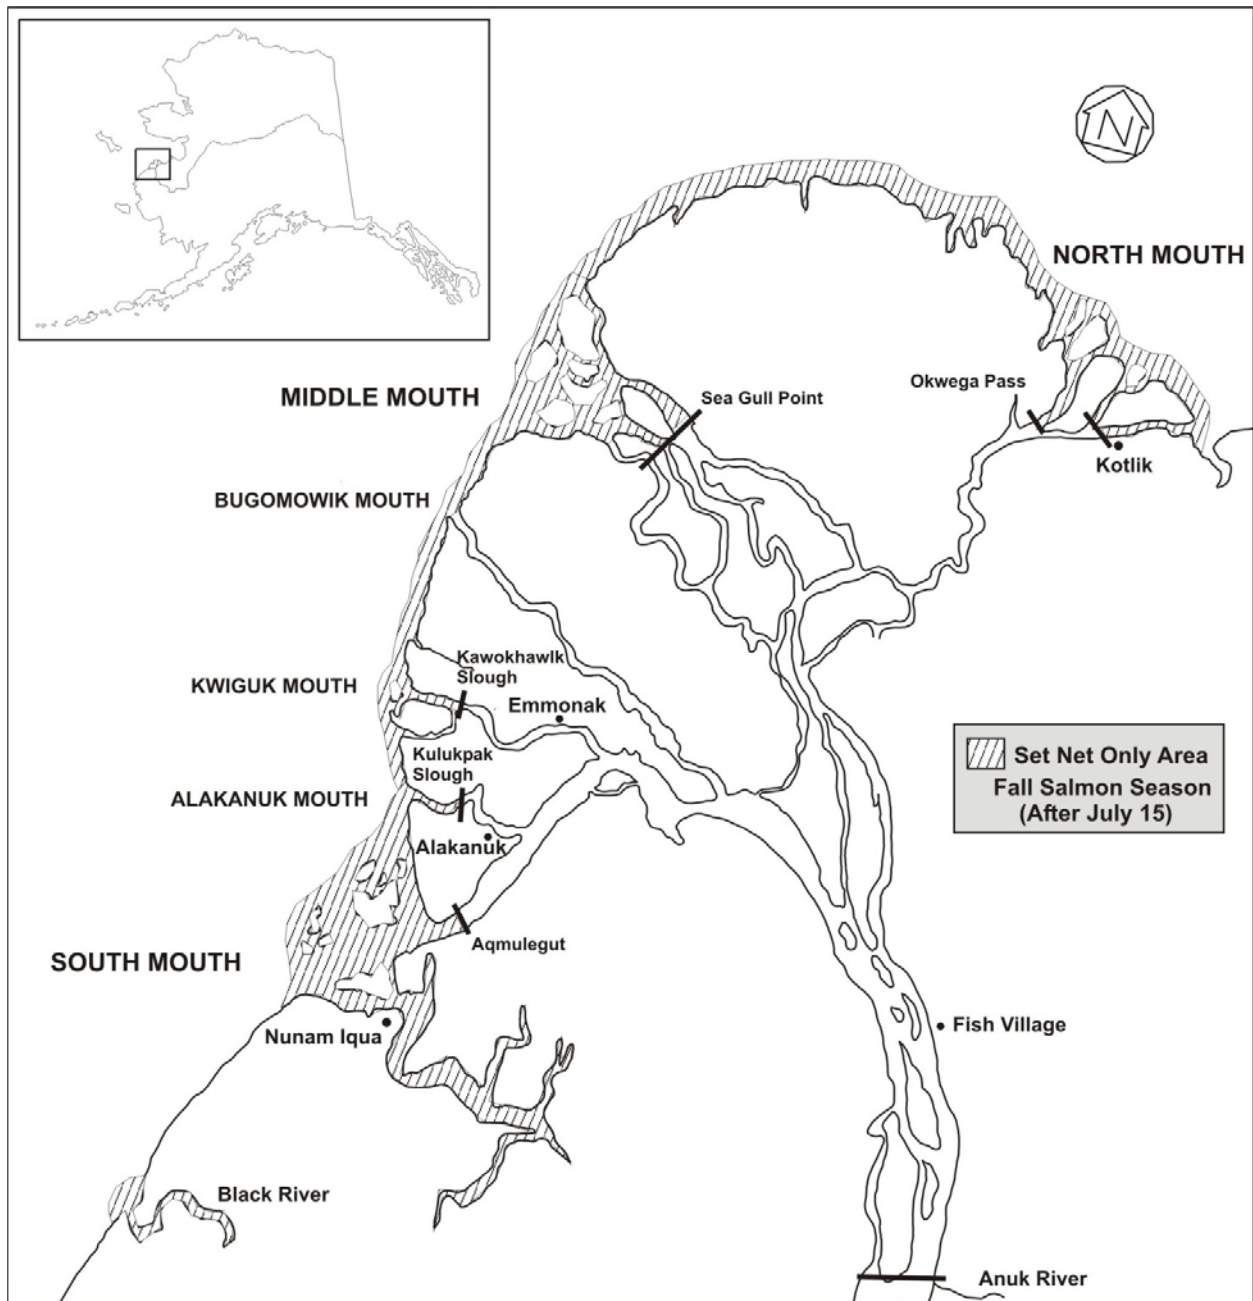 N
NORTH MOUTH
MIDDLE MOUTH
Sea Gull Point
Okwega Pass
Kotlik
BUGOMOWIK MOUTH
Kawokhawlk
Slough
KWIGUK MOUTH
Emmonak
Kulukpak
Slough
ALAKANUK MOUTH
Alakanuk
Set Net Only Area
Fall Salmon Season
(After July 15)
Aqmulegut
SOUTH MOUTH
Nunam Iqua
Fish Village
Black River
Anuk River